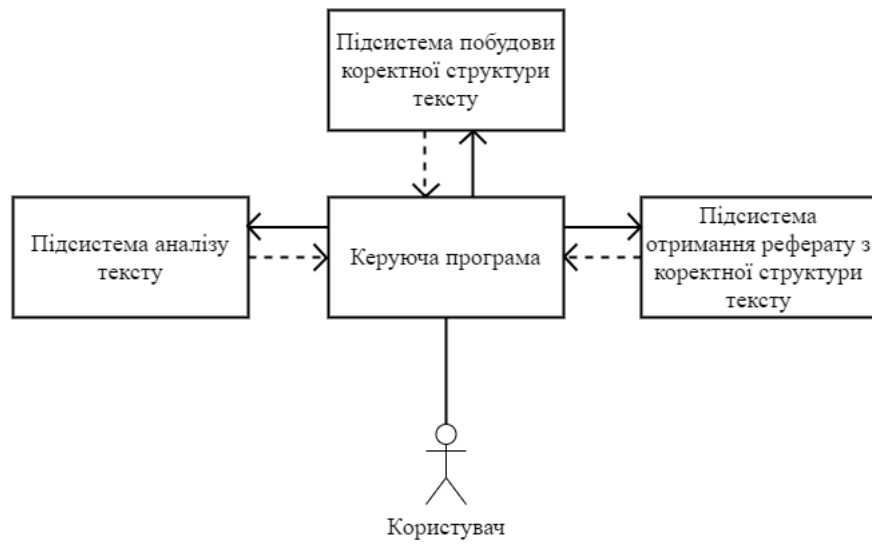 Підсистема побудови
коректної структури
тексту
Підсистема аналізу
тексту
Керуюча програма
Підсистема
отримання реферату з
коректної структури
тексту
Користувач